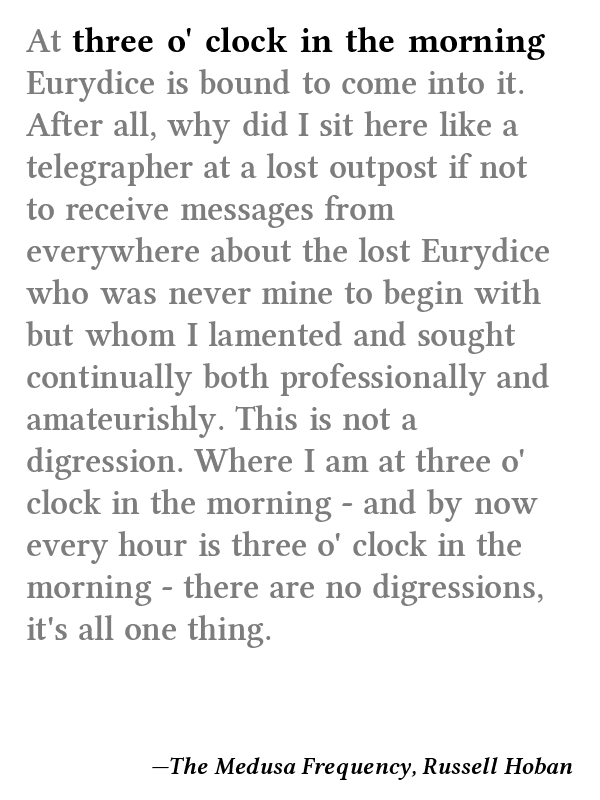 At three o' clock in the morning
Eurydice is bound to come into it.
After all, why did I sit here like a
telegrapher at a lost outpost if not
to receive messages from
everywhere about the lost Eurydice
who was never mine to begin with
but whom I lamented and sought
continually both professionally and
amateurishly. This is not a
digression. Where I am at three o'
clock in the morning - and by now
every hour is three o' clock in the
morning - there are no digressions,
it's all one thing.
—The Medusa Frequency, Russell Hoban